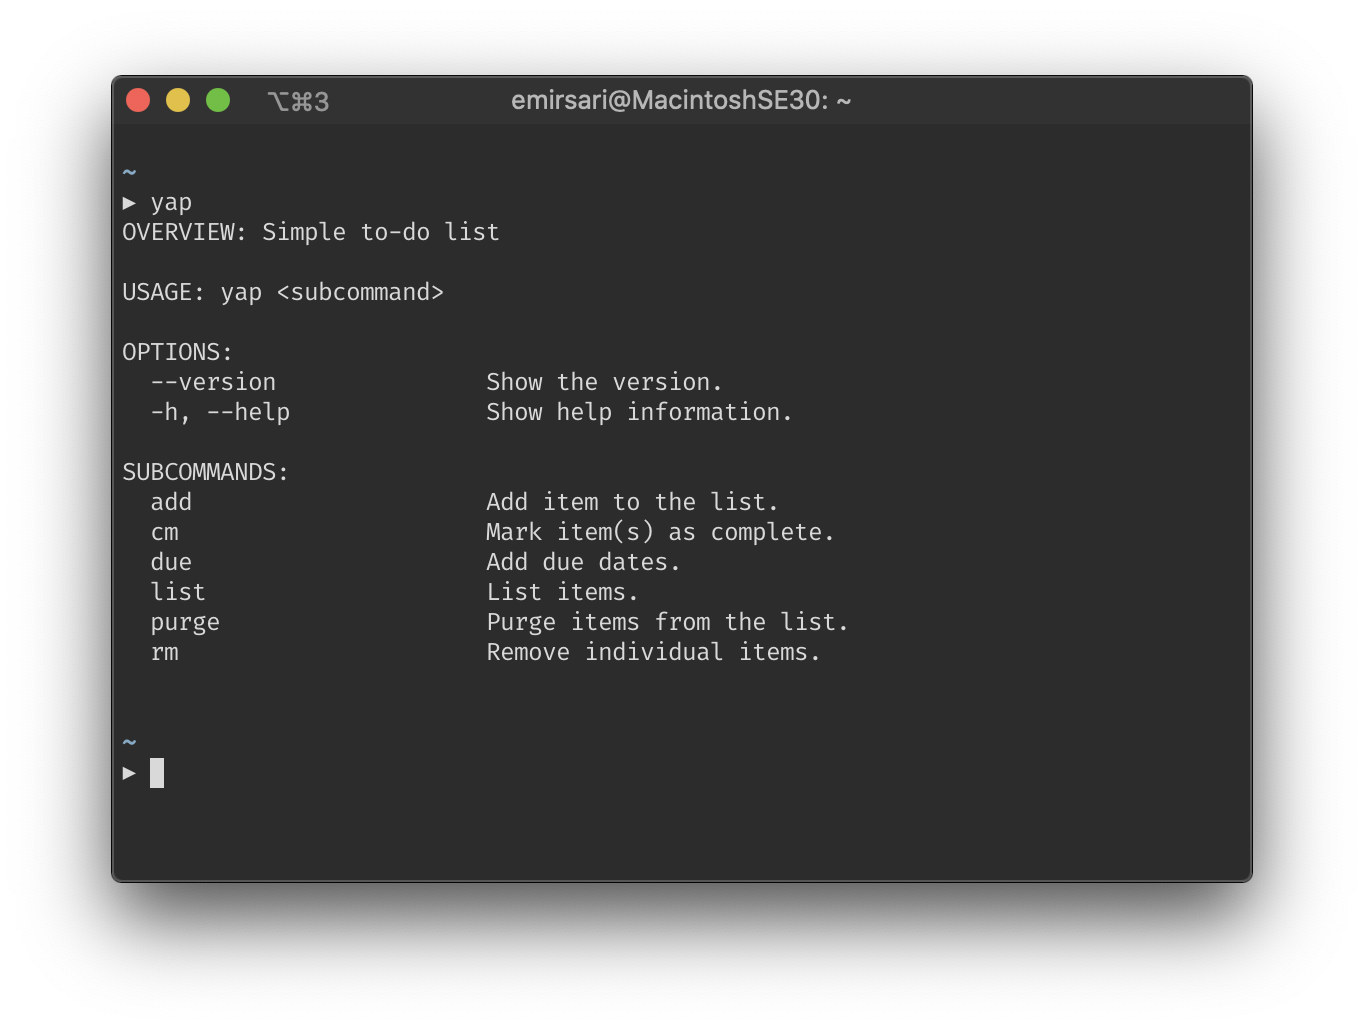 ⌥⌘3 emirsari@MacintoshSE30: ~
~
▶ yap
OVERVIEW: Simple to-do list
USAGE: yap <subcommand>
OPTIONS:
--version Show the version.
-h, --help Show help information.
SUBCOMMANDS:
add Add item to the list.
cm Mark item(s) as complete.
due Add due dates.
list List items.
purge Purge items from the list.
rm Remove individual items.
~
▶